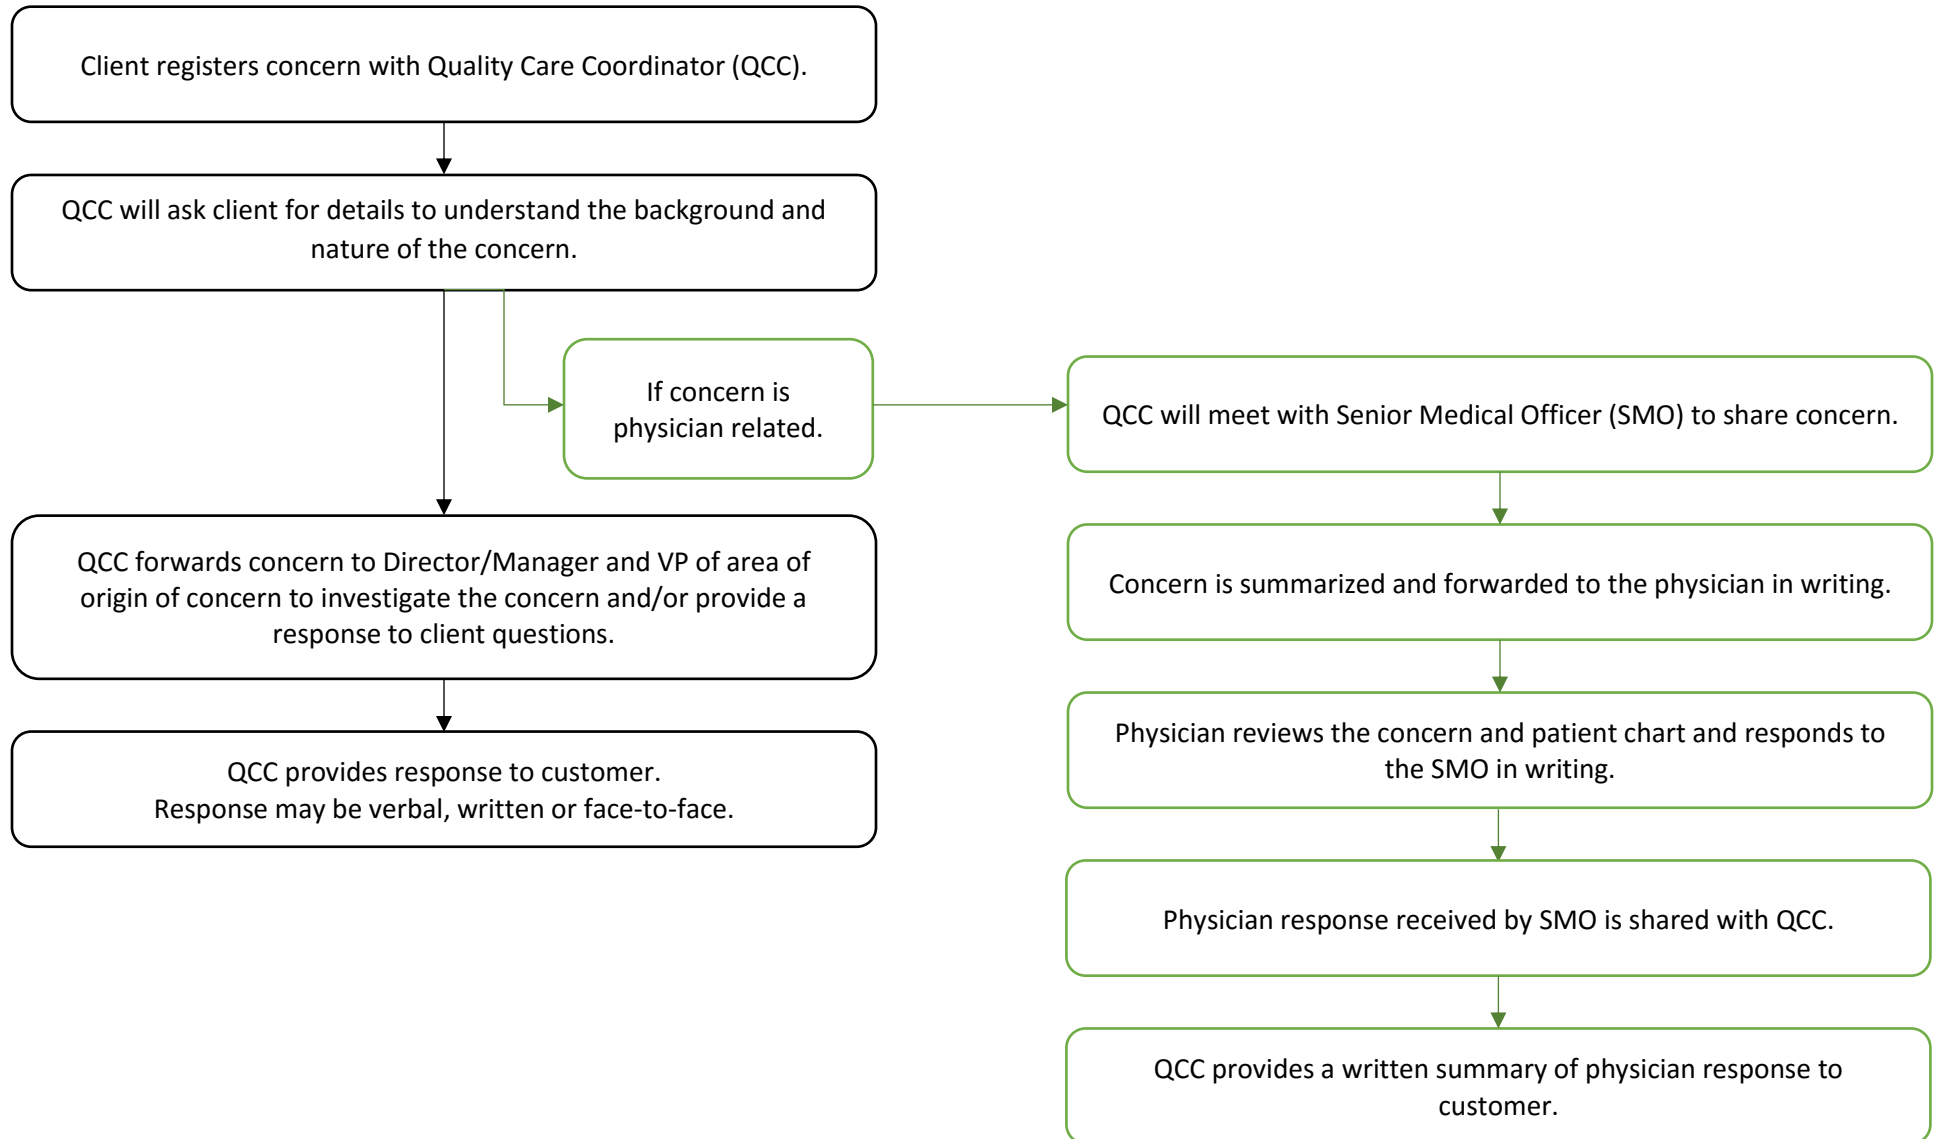 Client registers concern with Quality Care Coordinator (QCC).
QCC will ask client for details to understand the background and
nature of the concern.
If concern is
physician related.
QCC will meet with Senior Medical Officer (SMO) to share concern.
QCC forwards concern to Director/Manager and VP of area of
origin of concern to investigate the concern and/or provide a
response to client questions.
Concern is summarized and forwarded to the physician in writing.
QCC provides response to customer.
Response may be verbal, written or face-to-face.
Physician reviews the concern and patient chart and responds to
the SMO in writing.
Physician response received by SMO is shared with QCC.
QCC provides a written summary of physician response to
customer.